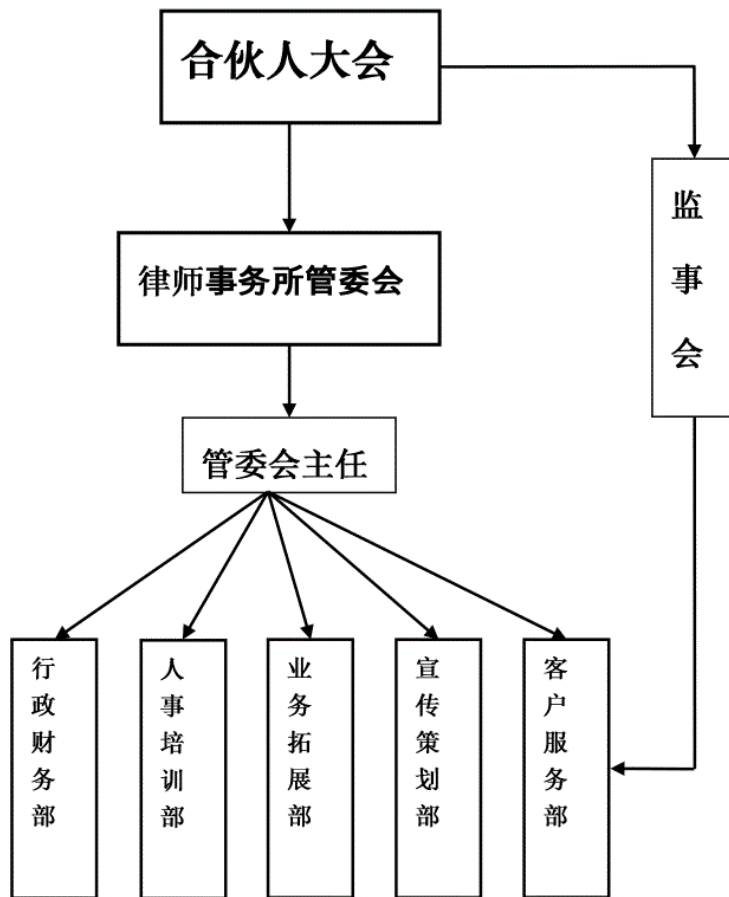 合伙人大会
监事会
律师事务所管委会
管委会主任
行政财务部
人事培训部
业务拓展部
宣传策划部
客户服务部